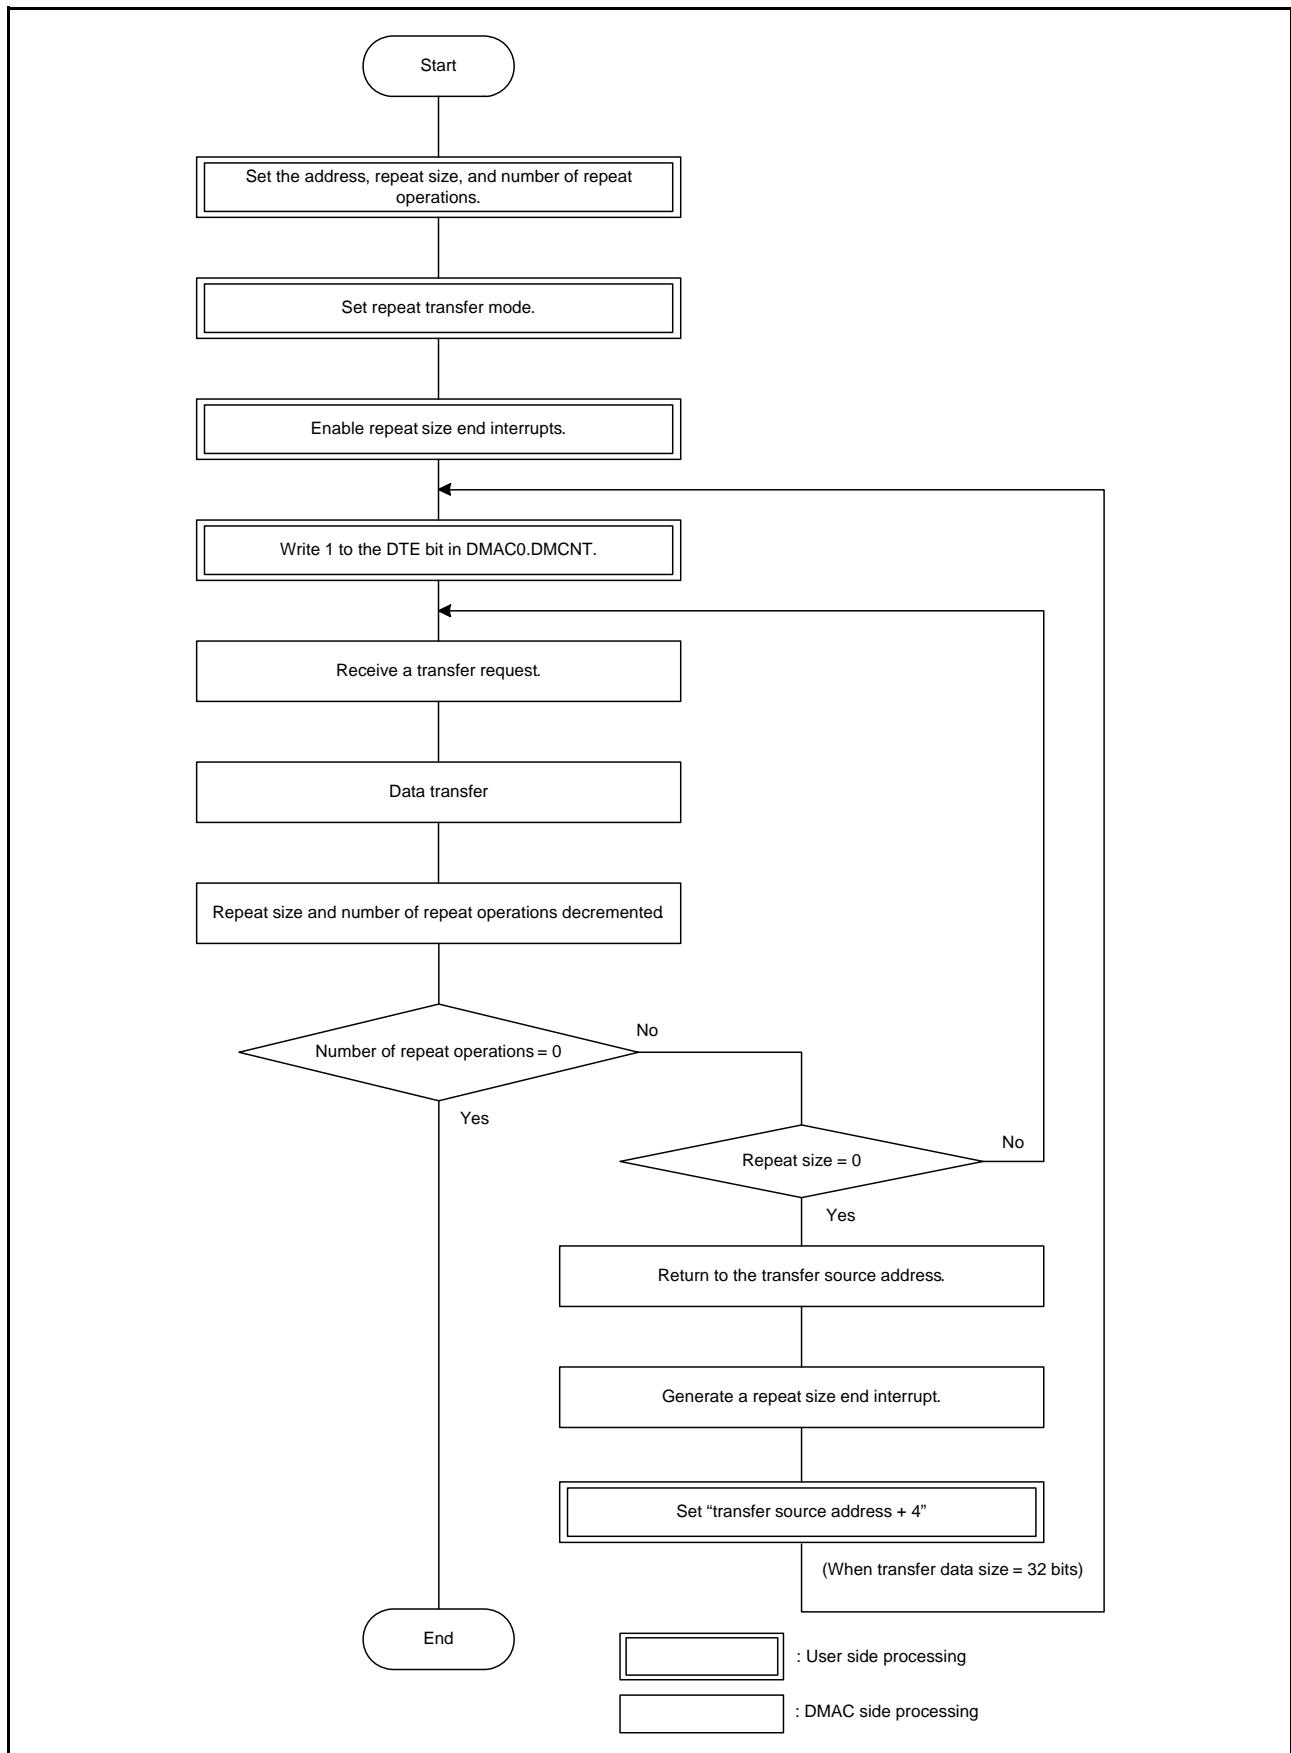 Start
Set the address, repeat size, and number of repeat
operations.
Set repeat transfer mode.
Enable repeat size end interrupts.
Write 1 to the DTE bit in DMAC0.DMCNT.
Receive a transfer request.
Data transfer
Repeat size and number of repeat operations decremented.
Number of repeat operations = 0
No
Yes
Repeat size = 0
No
Yes
Return to the transfer source address.
Generate a repeat size end interrupt.
Set “transfer source address + 4”
(When transfer data size = 32 bits)
End
: User side processing
: DMAC side processing